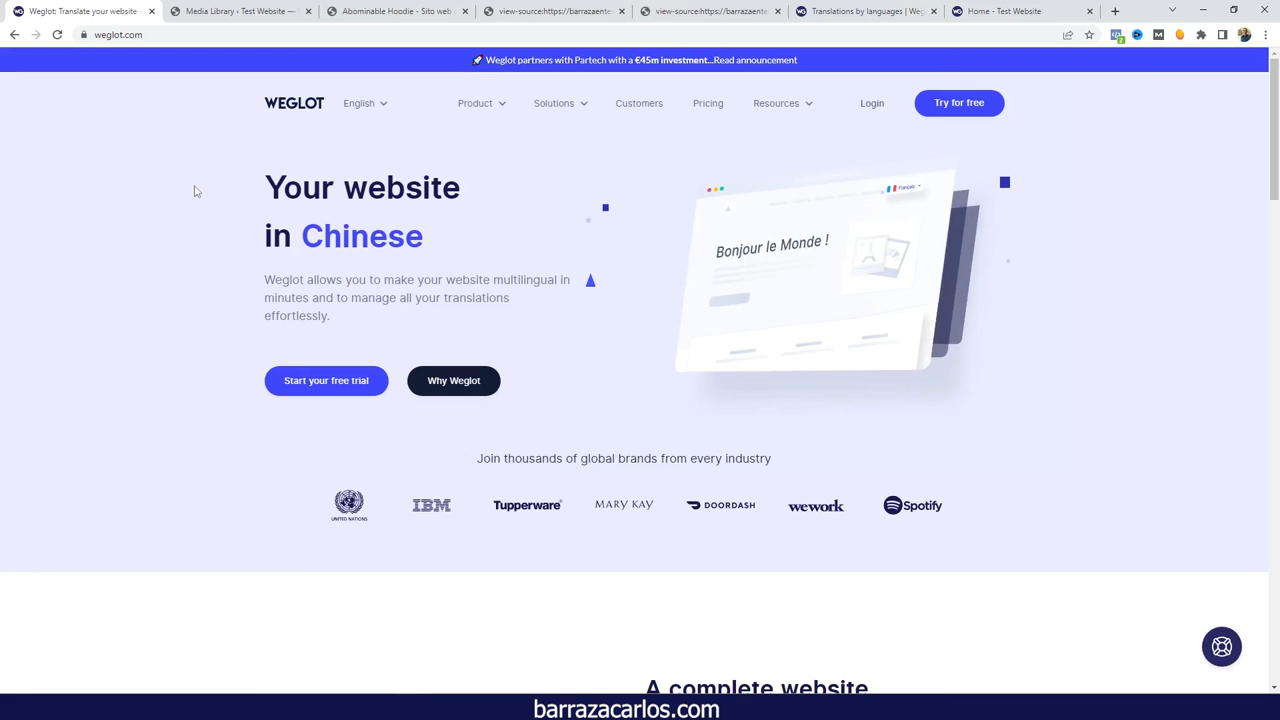 Weglot: Translate your website
Media Library ‹ Test Website —
Abominable Hoodie - Sito web
view-source:https://barrazaente
view-source:https://barrazaente
Translations by languages | Weg
Home - Test Website
weglot.com
Weglot partners with Partech with a €45m investment...Read announcement
WEGLOT
English
Product
Solutions
Customers
Pricing
Resources
Login
Try for free
Your website
in Chinese
Weglot allows you to make your website multilingual in
minutes and to manage all your translations
effortlessly.
Français
Bonjour le Monde !
Start your free trial
Why Weglot
Join thousands of global brands from every industry
UNITED NATIONS
IBM
Tupperware
MARY KAY
DOORDASH
wework
Spotify
A complete website
barrazacarlos.com